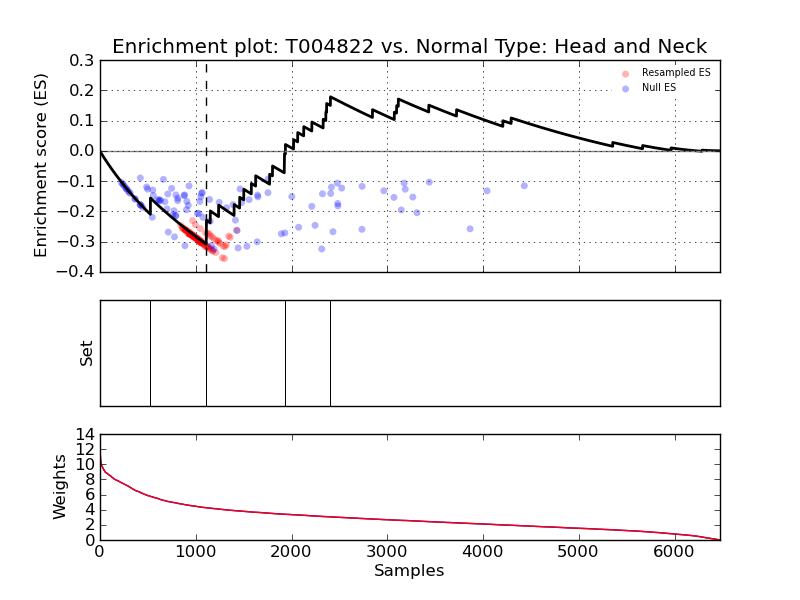 Enrichment plot: T004822 vs. Normal Type: Head and Neck
Enrichment score (ES)
0.3
0.2
0.1
0.0
−0.1
−0.2
−0.3
−0.4
Resampled ES
Null ES
Set
Weights
14
12
10
8
6
4
2
0
0 1000 2000 3000 4000 5000 6000
Samples